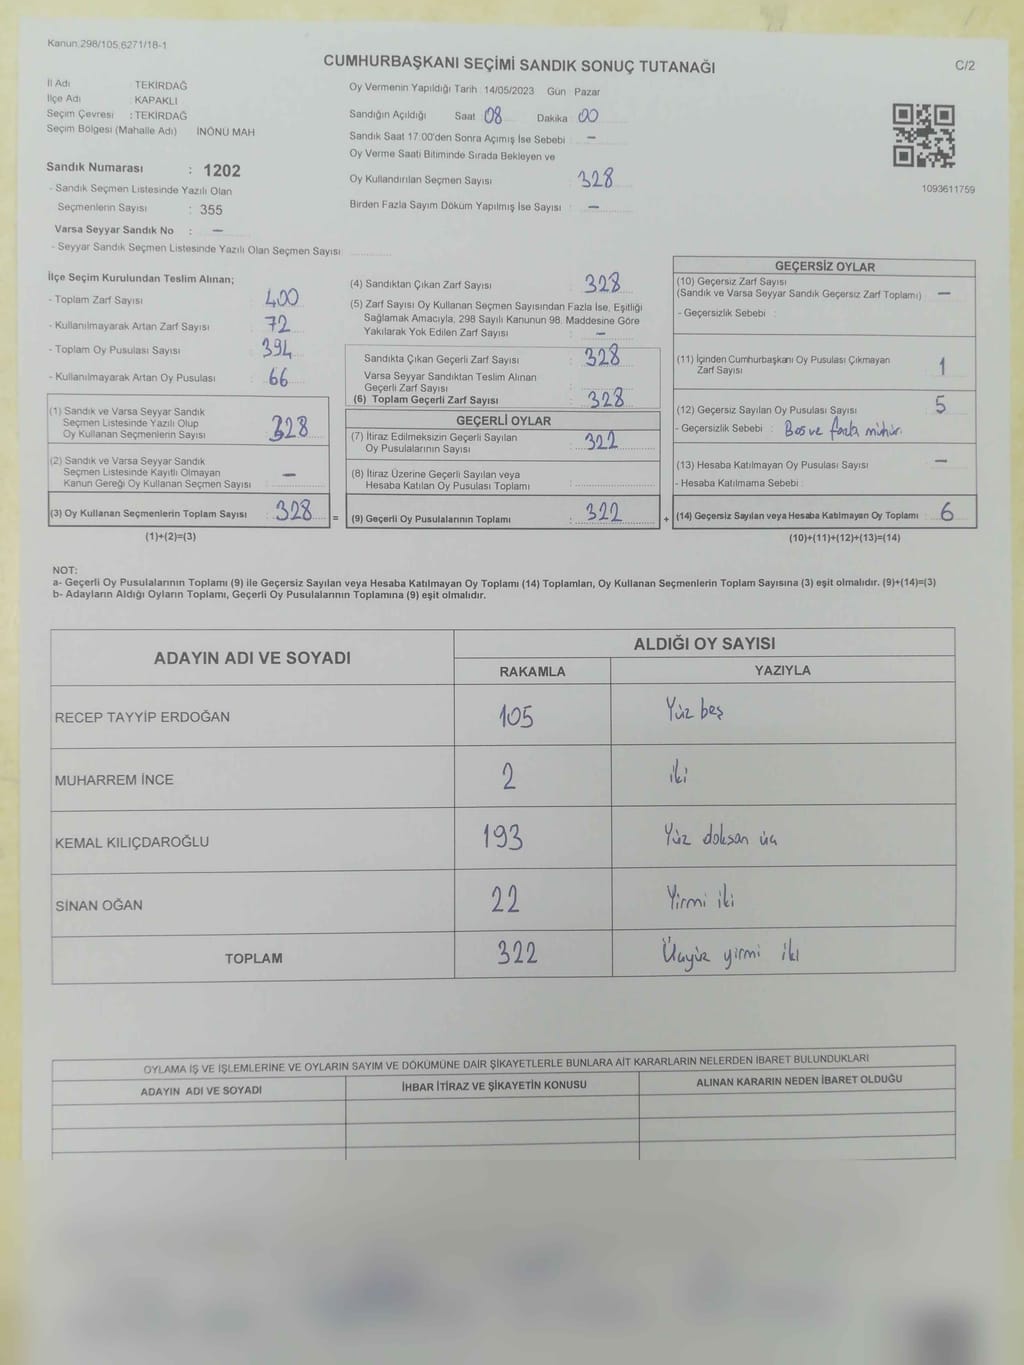 Kanun.298/105.6271/18-1
CUMHURBAŞKANI SEÇİMİ SANDIK SONUÇ TUTANAĞI
C/2
İl Adı : TEKİRDAĞ
İlçe Adı : KAPAKLI
Seçim Çevresi : TEKİRDAĞ
Seçim Bölgesi (Mahalle Adı) İNÖNÜ MAH
Sandık Numarası : 1202
- Sandık Seçmen Listesinde Yazılı Olan
Seçmenlerin Sayısı : 355
Varsa Seyyar Sandık No : –
- Seyyar Sandık Seçmen Listesinde Yazılı Olan Seçmen Sayısı
Oy Vermenin Yapıldığı Tarih : 14/05/2023 Gün : Pazar
Sandığın Açıldığı Saat 08 Dakika 00
Sandık Saat 17:00'den Sonra Açımış İse Sebebi : –
Oy Verme Saati Bitiminde Sırada Bekleyen ve
Oy Kullandırılan Seçmen Sayısı : 328
Birden Fazla Sayım Döküm Yapılmış İse Sayısı : –
1093611759
İlçe Seçim Kurulundan Teslim Alınan;
- Toplam Zarf Sayısı : 400
- Kullanılmayarak Artan Zarf Sayısı : 72
- Toplam Oy Pusulası Sayısı : 394
- Kullanılmayarak Artan Oy Pusulası : 66
(1) Sandık ve Varsa Seyyar Sandık
Seçmen Listesinde Yazılı Olup
Oy Kullanan Seçmenlerin Sayısı : 328
(2) Sandık ve Varsa Seyyar Sandık
Seçmen Listesinde Kayıtlı Olmayan
Kanun Gereği Oy Kullanan Seçmen Sayısı : –
(3) Oy Kullanan Seçmenlerin Toplam Sayısı : 328 =
(1)+(2)=(3)
(4) Sandıktan Çıkan Zarf Sayısı : 328
(5) Zarf Sayısı Oy Kullanan Seçmen Sayısından Fazla İse, Eşitliği
Sağlamak Amacıyla, 298 Sayılı Kanunun 98. Maddesine Göre
Yakılarak Yok Edilen Zarf Sayısı : –
Sandıkta Çıkan Geçerli Zarf Sayısı : 328
Varsa Seyyar Sandıktan Teslim Alınan
Geçerli Zarf Sayısı :
(6) Toplam Geçerli Zarf Sayısı : 328
GEÇERLİ OYLAR
(7) İtiraz Edilmeksizin Geçerli Sayılan
Oy Pusulalarının Sayısı : 322
(8) İtiraz Üzerine Geçerli Sayılan veya
Hesaba Katılan Oy Pusulası Toplamı :
(9) Geçerli Oy Pusulalarının Toplamı : 322 +
GEÇERSİZ OYLAR
(10) Geçersiz Zarf Sayısı
(Sandık ve Varsa Seyyar Sandık Geçersiz Zarf Toplamı) : –
- Geçersizlik Sebebi :
(11) İçinden Cumhurbaşkanı Oy Pusulası Çıkmayan
Zarf Sayısı : 1
(12) Geçersiz Sayılan Oy Pusulası Sayısı : 5
- Geçersizlik Sebebi : Boş ve fazla mühür.
(13) Hesaba Katılmayan Oy Pusulası Sayısı : –
- Hesaba Katılmama Sebebi :
(14) Geçersiz Sayılan veya Hesaba Katılmayan Oy Toplamı : 6
(10)+(11)+(12)+(13)=(14)
NOT:
a- Geçerli Oy Pusulalarının Toplamı (9) ile Geçersiz Sayılan veya Hesaba Katılmayan Oy Toplamı (14) Toplamları, Oy Kullanan Seçmenlerin Toplam Sayısına (3) eşit olmalıdır. (9)+(14)=(3)
b- Adayların Aldığı Oyların Toplamı, Geçerli Oy Pusulalarının Toplamına (9) eşit olmalıdır.
ADAYIN ADI VE SOYADI ALDIĞI OY SAYISI
RAKAMLA YAZIYLA
RECEP TAYYİP ERDOĞAN 105 Yüz beş
MUHARREM İNCE 2 iki
KEMAL KILIÇDAROĞLU 193 Yüz doksan üç
SİNAN OĞAN 22 Yirmi iki
TOPLAM 322 Üçyüz yirmi iki
OYLAMA İŞ VE İŞLEMLERİNE VE OYLARIN SAYIM VE DÖKÜMÜNE DAİR ŞİKAYETLERLE BUNLARA AİT KARARLARIN NELERDEN İBARET BULUNDUKLARI
ADAYIN ADI VE SOYADI İHBAR İTİRAZ VE ŞİKAYETİN KONUSU ALINAN KARARIN NEDEN İBARET OLDUĞU